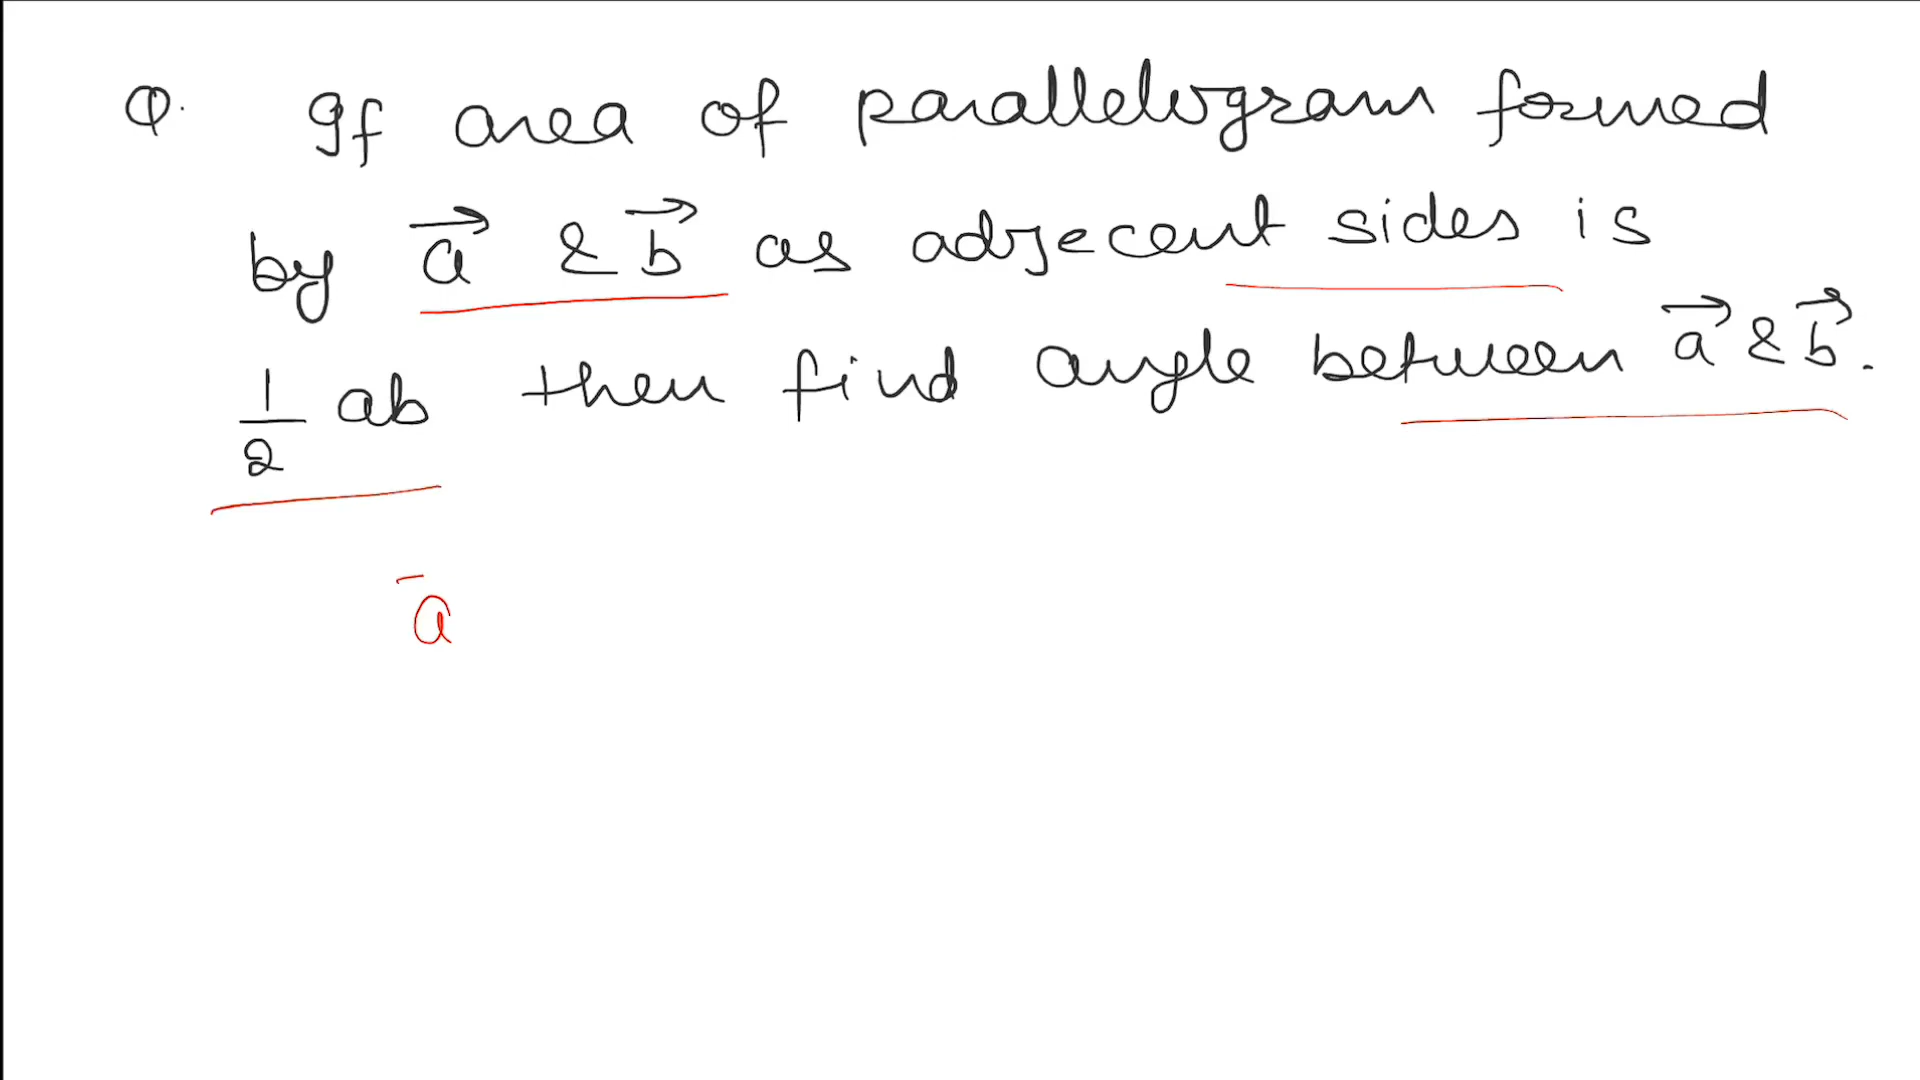 Q. If area of parallelogram formed
by a⃗ & b⃗ as adjecent sides is
1/2 ab then find angle between a⃗ & b⃗.
a